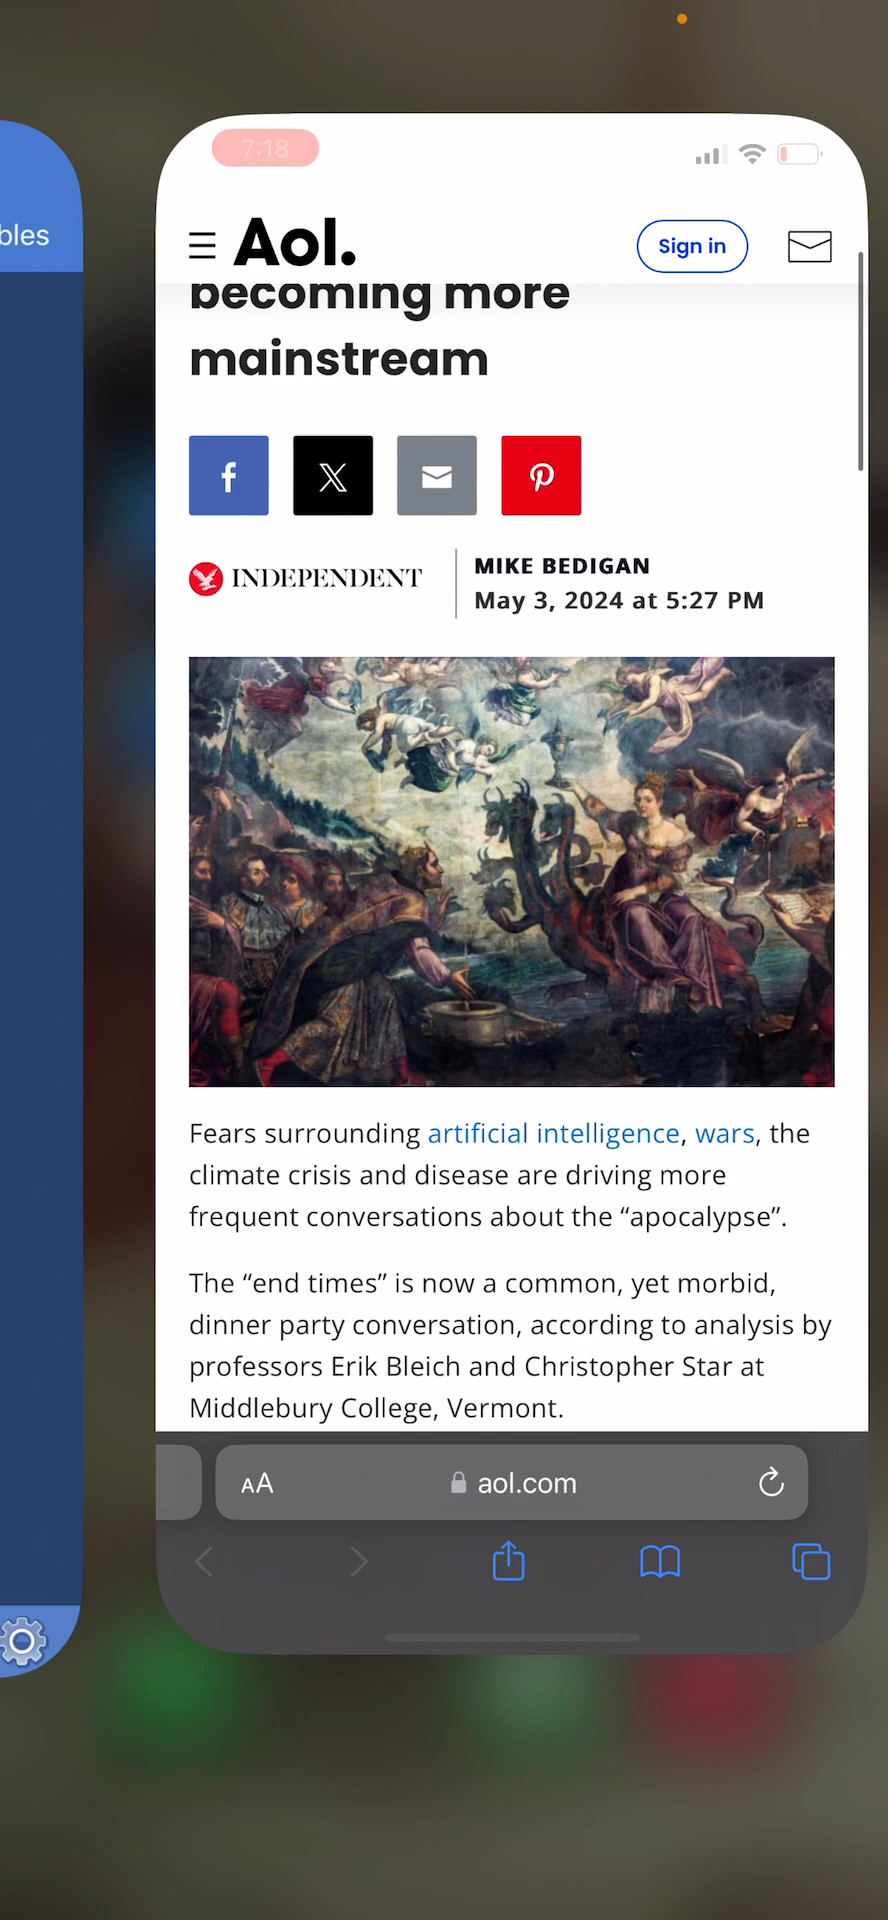 bles
7:18
Aol.
Sign in
becoming more
mainstream
INDEPENDENT
MIKE BEDIGAN
May 3, 2024 at 5:27 PM
Fears surrounding artificial intelligence, wars, the
climate crisis and disease are driving more
frequent conversations about the “apocalypse”.
The “end times” is now a common, yet morbid,
dinner party conversation, according to analysis by
professors Erik Bleich and Christopher Star at
Middlebury College, Vermont.
AA
aol.com